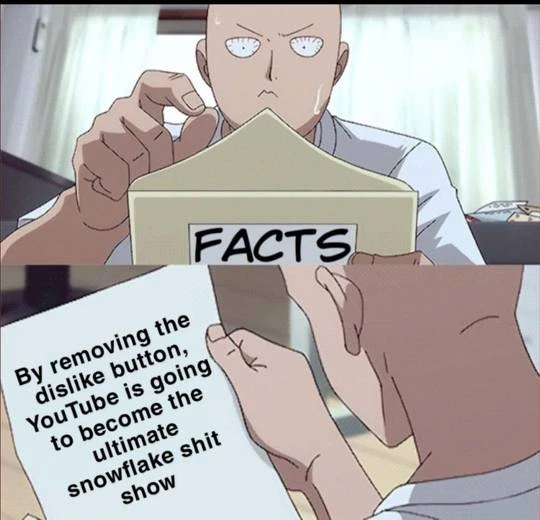 FACTS
By removing the
dislike button,
YouTube is going
to become the
ultimate
snowflake shit
show